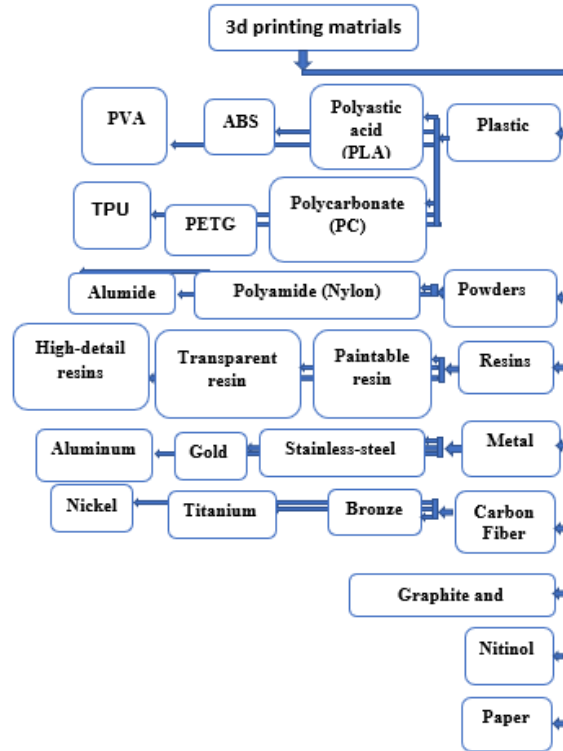 3d printing matrials
PVA
ABS
Polyastic
acid
(PLA)
Plastic
TPU
PETG
Polycarbonate
(PC)
Alumide
Polyamide (Nylon)
Powders
High-detail
resins
Transparent
resin
Paintable
resin
Resins
Aluminum
Gold
Stainless-steel
Metal
Nickel
Titanium
Bronze
Carbon
Fiber
Graphite and
Nitinol
Paper